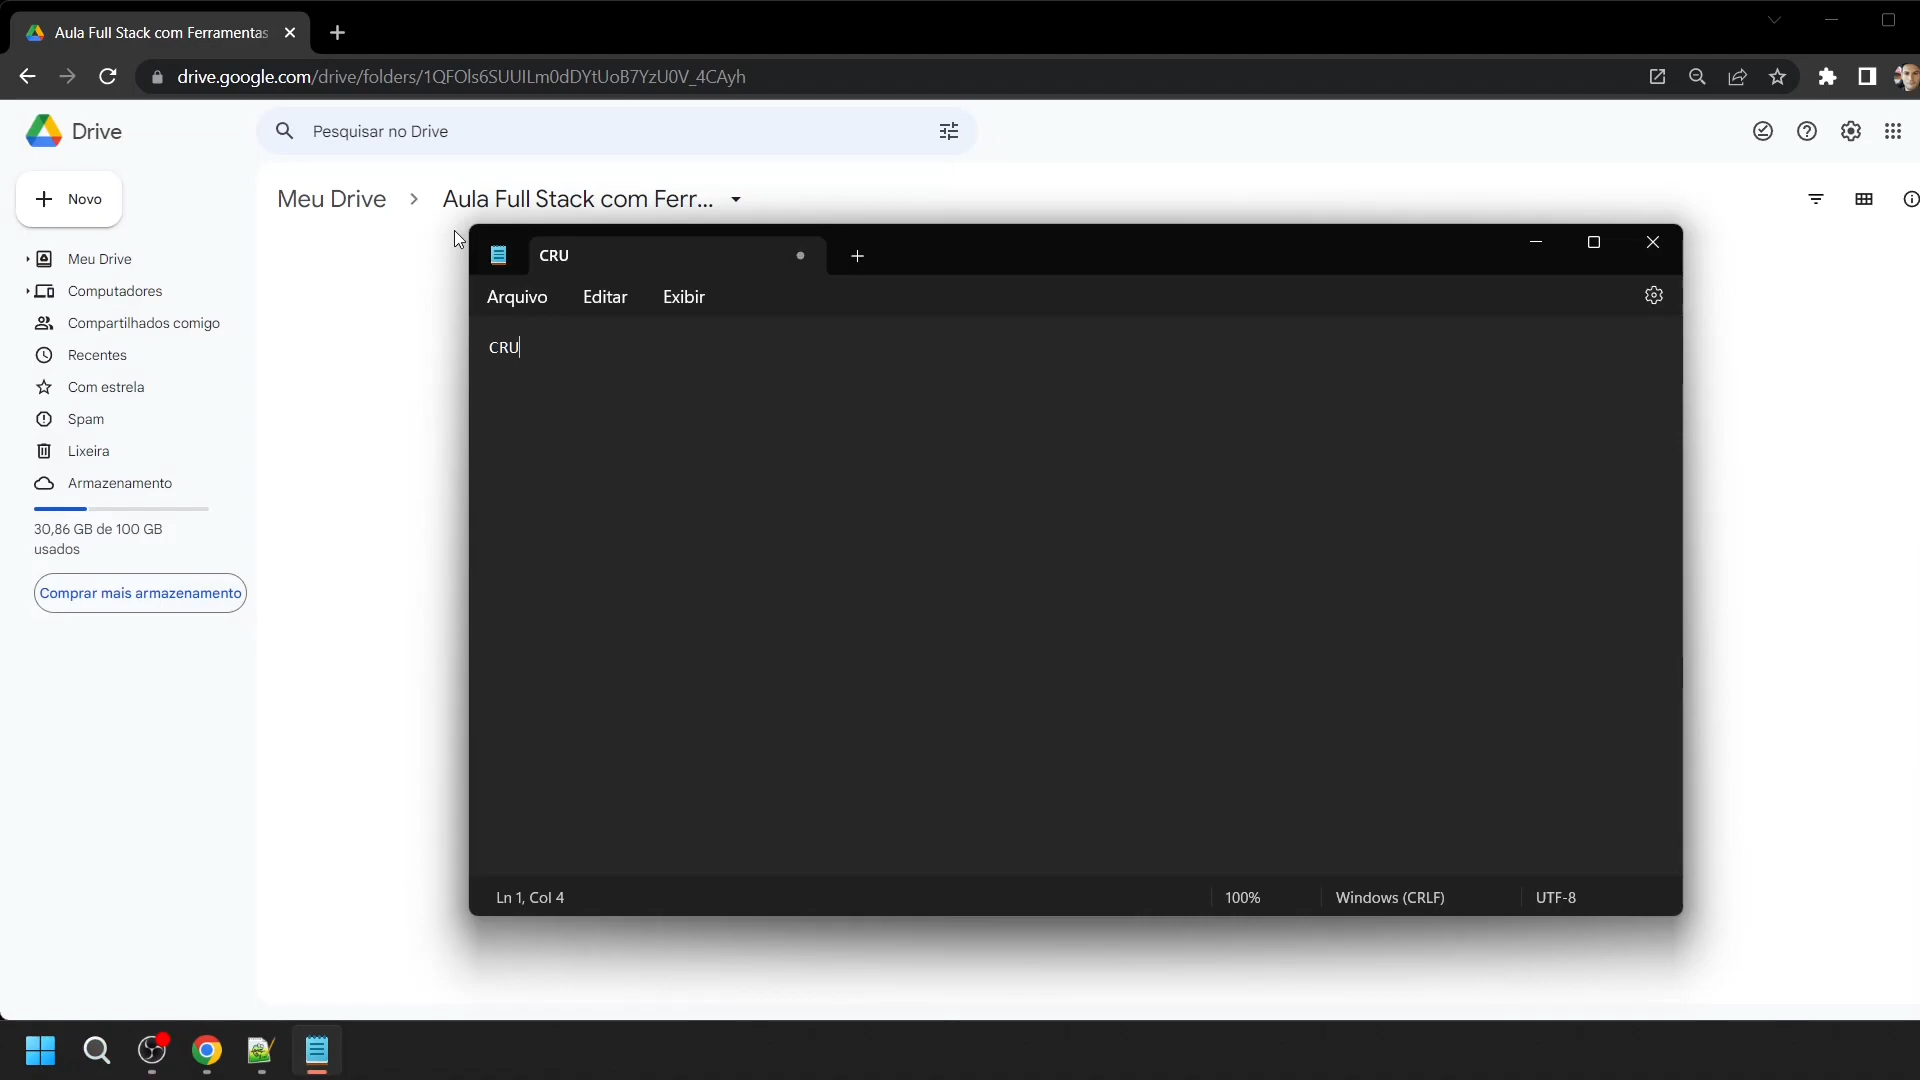 Aula Full Stack com Ferramentas
drive.google.com/drive/folders/1QFOls6SUUILm0dDYtUoB7YzU0V_4CAyh
Drive
Pesquisar no Drive
Novo
Meu Drive
Aula Full Stack com Ferr...
Meu Drive
Computadores
Compartilhados comigo
Recentes
Com estrela
Spam
Lixeira
Armazenamento
30,86 GB de 100 GB
usados
Comprar mais armazenamento
CRU
Arquivo
Editar
Exibir
CRU
Ln 1, Col 4
100%
Windows (CRLF)
UTF-8